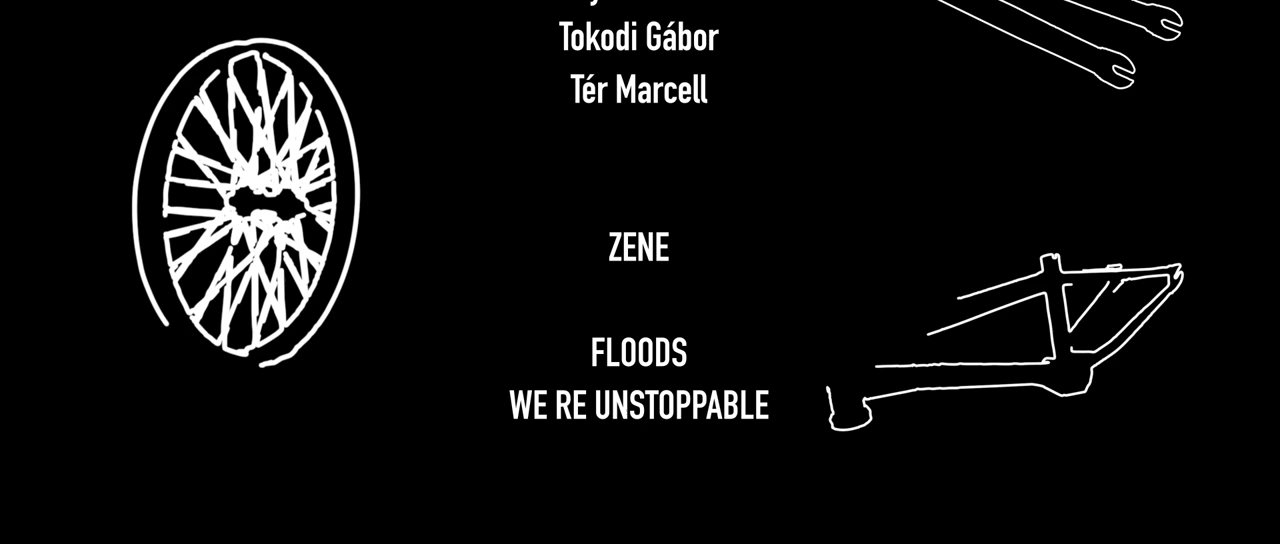 Tokodi Gábor
Tér Marcell
ZENE
FLOODS
WE RE UNSTOPPABLE